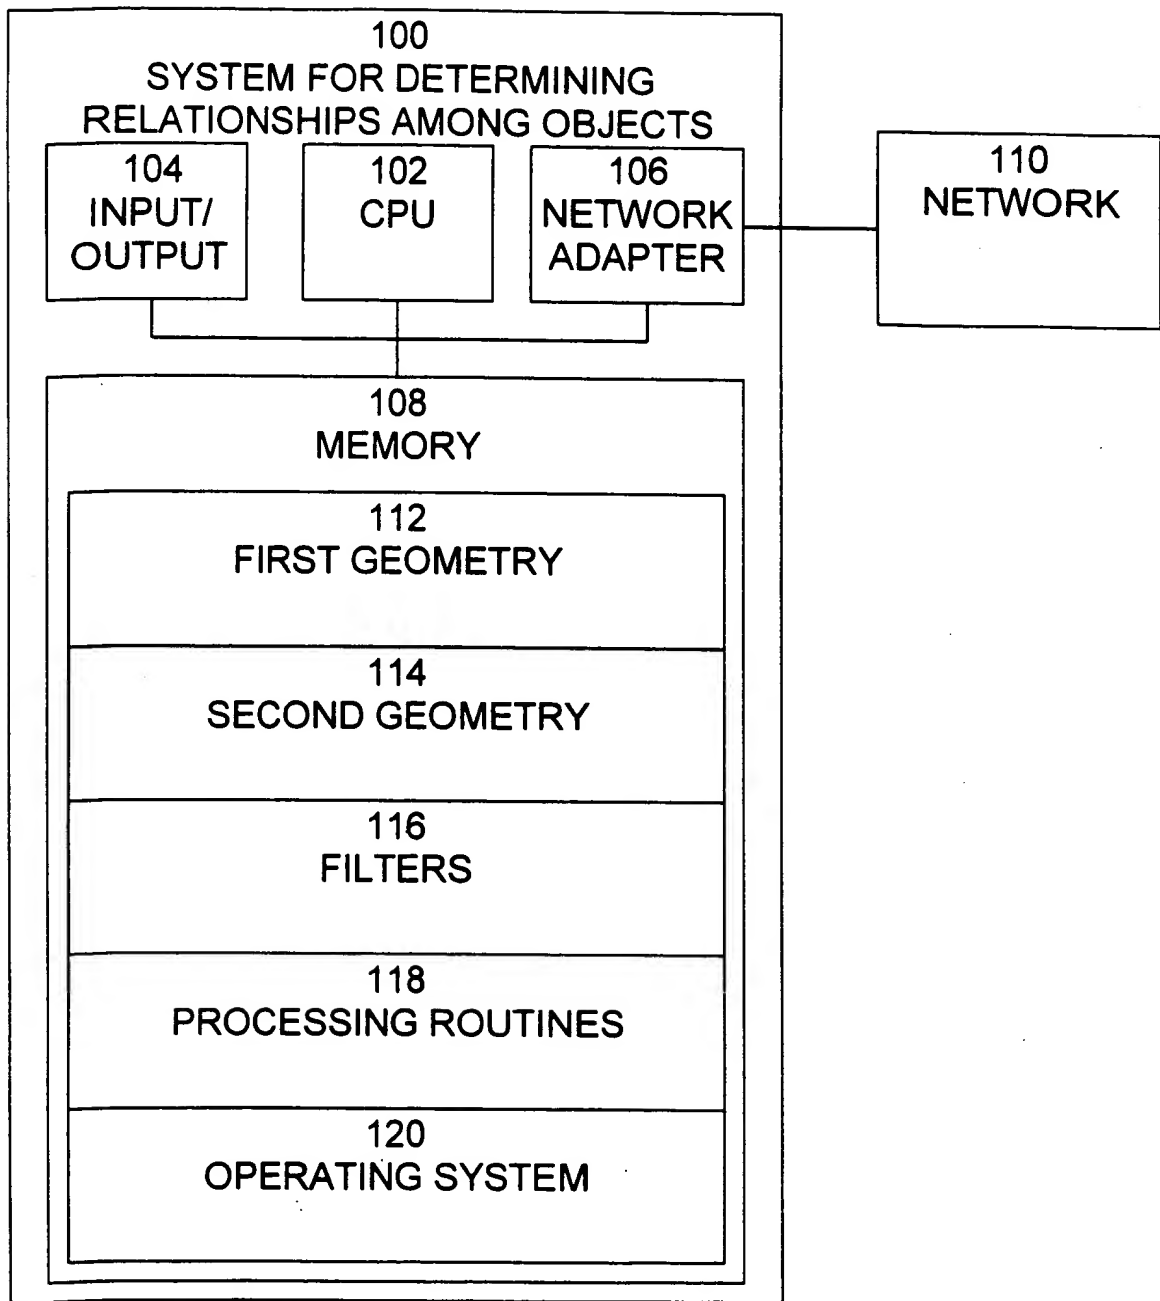 100
SYSTEM FOR DETERMINING
RELATIONSHIPS AMONG OBJECTS
104
INPUT/
OUTPUT
102
CPU
106
NETWORK
ADAPTER
110
NETWORK
108
MEMORY
112
FIRST GEOMETRY
114
SECOND GEOMETRY
116
FILTERS
118
PROCESSING ROUTINES
120
OPERATING SYSTEM